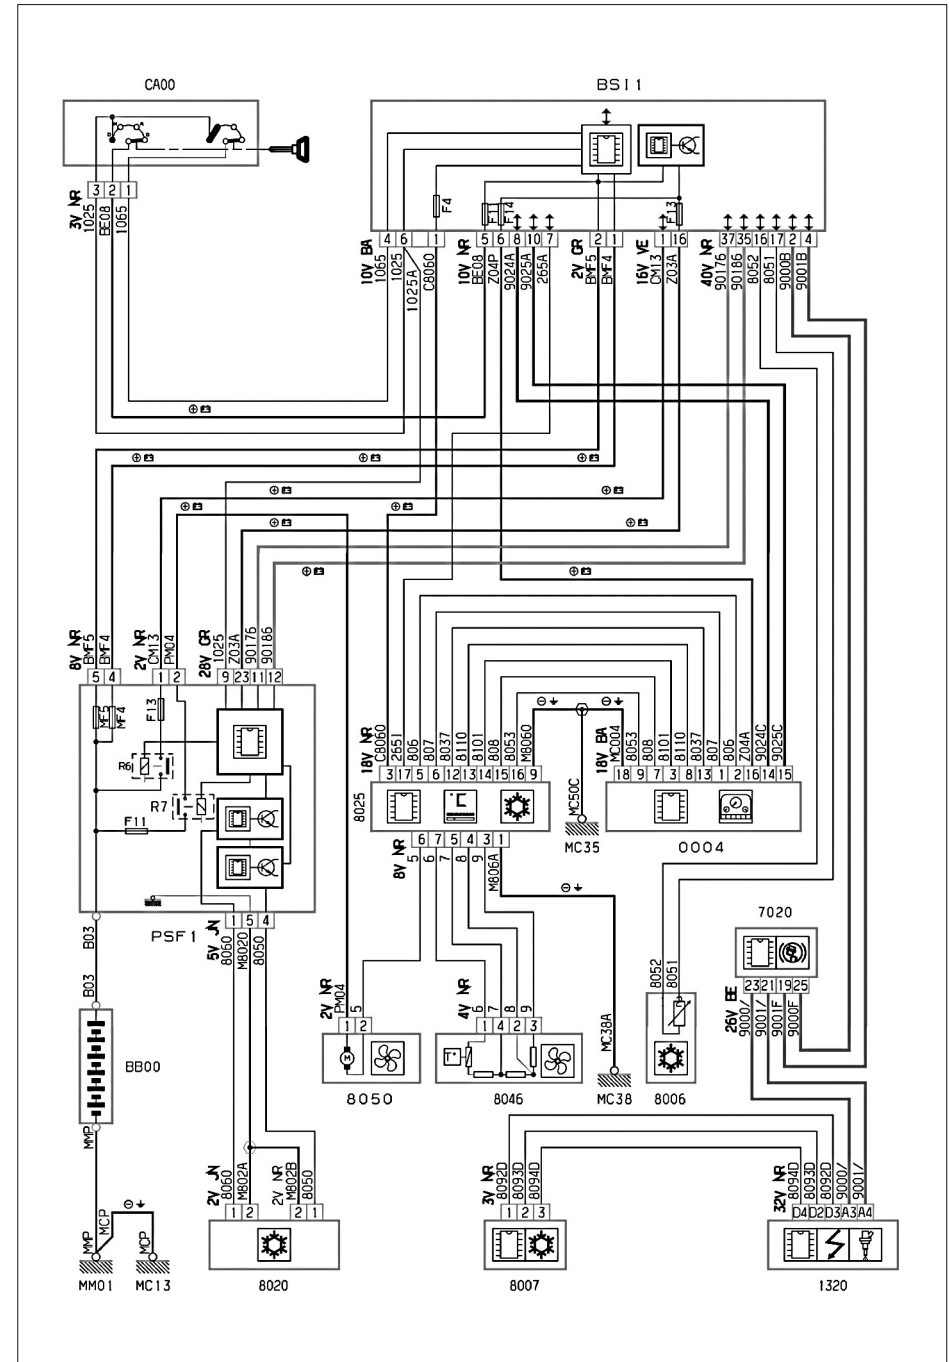 CA00
BSI1
F4
F1
F14
F13
3 2 1
3V NR
1025
BE08
1065
4 6 1
10V BA
1065
1025
1025A
C8060
5 6 8 10 7
10V NR
BE08
Z04P
9024A
9025A
265A
2 1
2V GR
BMF5
BMF4
1 16
16V VE
CM13
Z03A
37 35 16 17 2 4
40V NR
90176
90186
8052
8051
9000B
9001B
8V NR
BMF5
BMF4
5 4
2V NR
CM13
PM04
1 2
28V GR
1025
Z03A
90176
90186
9 23 11 12
MF5
MF4
F13
R6
R7
F11
PSF1
1 5 4
5V JN
8060
M8020
8050
18V NR
C8060
2651
806
807
8037
8110
8101
808
8053
M8060
3 17 5 6 12 13 14 15 16 9
8025
°C
6 7 5 4 3 1
8V NR
5
6
7
8
9
M806A
MC50C
MC35
18V BA
MC004
8053
808
8101
8110
8037
807
806
Z04A
9024C
9025C
18 9 7 3 8 13 1 2 16 14 15
0004
B03
B03
BB00
MMP
MMP
MCP
MCP
MM01
MC13
2V JN
8060
M802A
1 2
2V NR
M802B
8050
2 1
8020
2V NR
PM04
5
1 2
M
8050
4V NR
6
7
8
9
1 4 2 3
T°
8046
MC38A
MC38
8052
8051
8006
7020
23 21 19 25
26V BE
9000/
9001/
9001F
9000F
3V NR
8092D
8093D
8094D
1 2 3
8007
32V NR
8094D
8093D
8092D
9000/
9001/
D4 D2 D3 A3 A4
1320